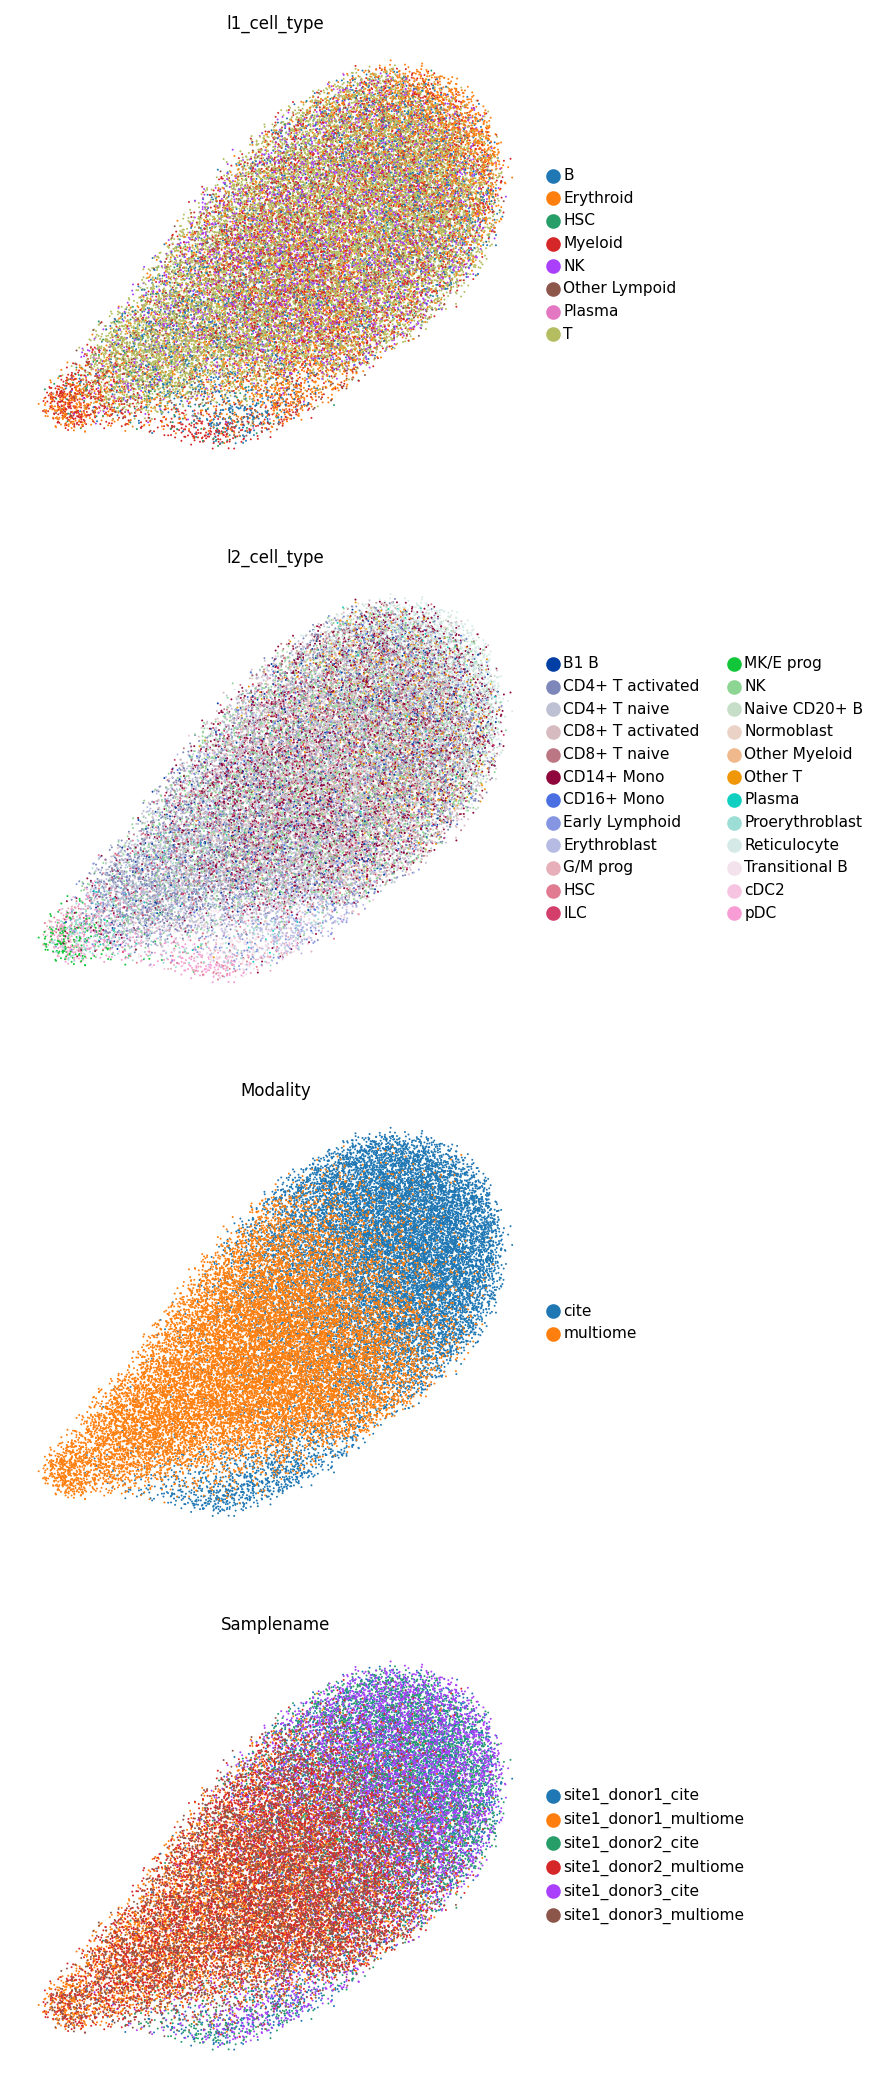 l1_cell_type
B
Erythroid
HSC
Myeloid
NK
Other Lympoid
Plasma
T
l2_cell_type
B1 B
CD4+ T activated
CD4+ T naive
CD8+ T activated
CD8+ T naive
CD14+ Mono
CD16+ Mono
Early Lymphoid
Erythroblast
G/M prog
HSC
ILC
MK/E prog
NK
Naive CD20+ B
Normoblast
Other Myeloid
Other T
Plasma
Proerythroblast
Reticulocyte
Transitional B
cDC2
pDC
Modality
cite
multiome
Samplename
site1_donor1_cite
site1_donor1_multiome
site1_donor2_cite
site1_donor2_multiome
site1_donor3_cite
site1_donor3_multiome